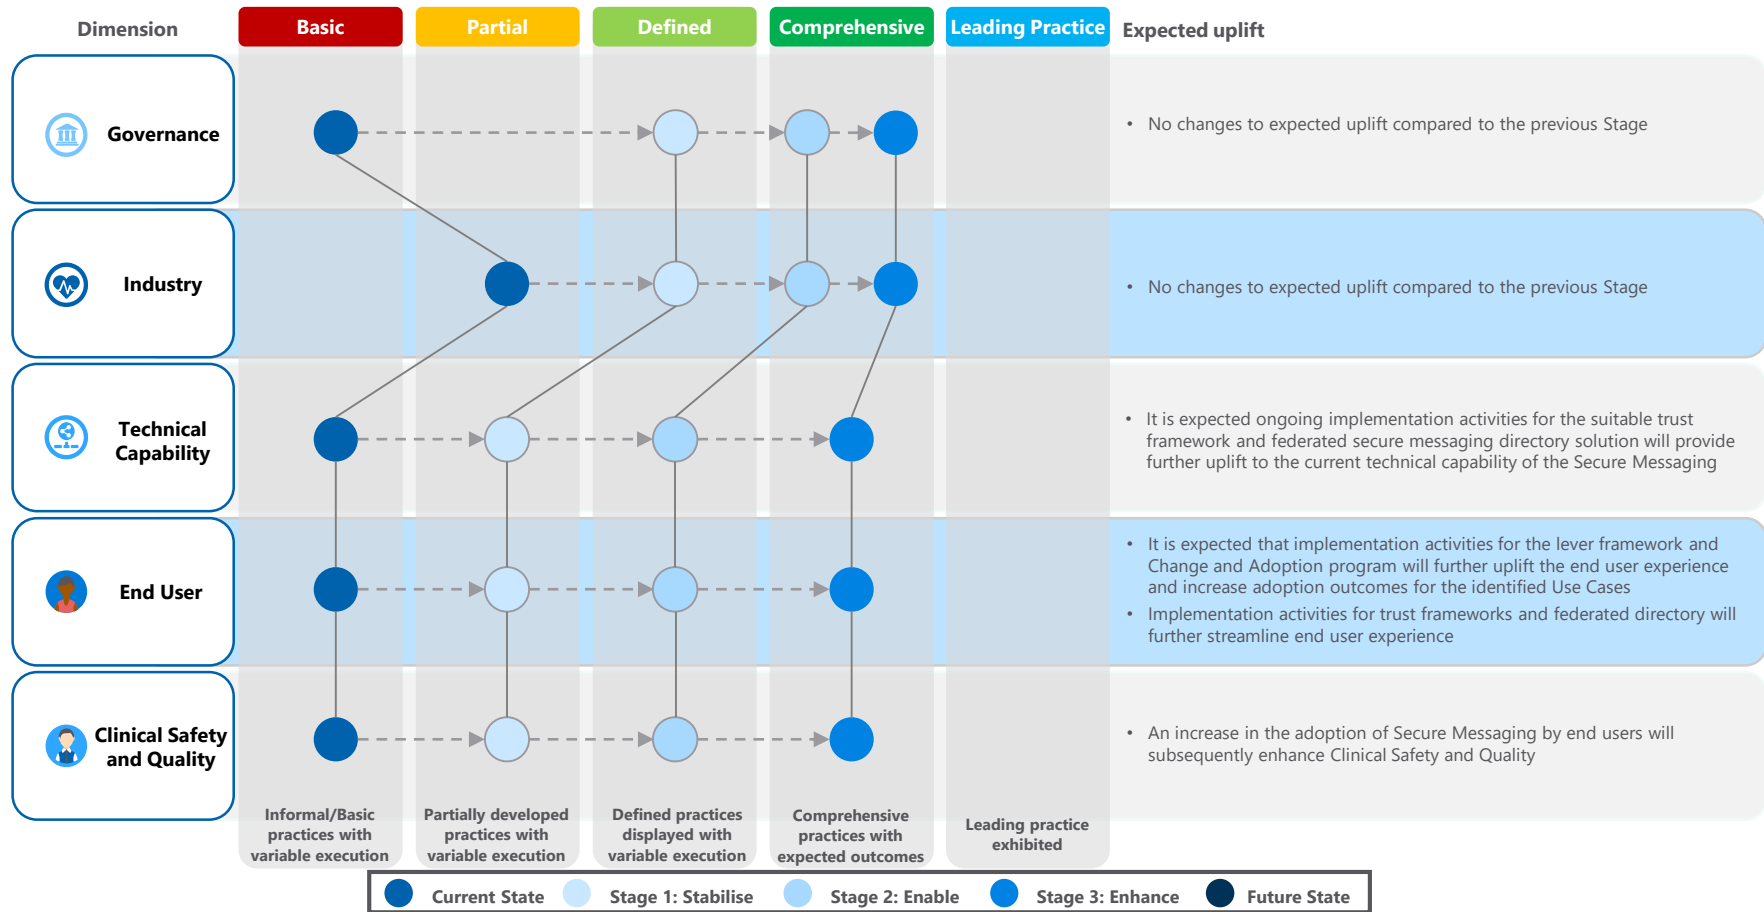 Dimension
Basic
Partial
Defined
Comprehensive
Leading Practice
Expected uplift
Governance
• No changes to expected uplift compared to the previous Stage
Industry
• No changes to expected uplift compared to the previous Stage
Technical
Capability
• It is expected ongoing implementation activities for the suitable trust
framework and federated secure messaging directory solution will provide
further uplift to the current technical capability of the Secure Messaging
End User
• It is expected that implementation activities for the lever framework and
Change and Adoption program will further uplift the end user experience
and increase adoption outcomes for the identified Use Cases
• Implementation activities for trust frameworks and federated directory will
further streamline end user experience
Clinical Safety
and Quality
• An increase in the adoption of Secure Messaging by end users will
subsequently enhance Clinical Safety and Quality
Informal/Basic
practices with
variable execution
Partially developed
practices with
variable execution
Defined practices
displayed with
variable execution
Comprehensive
practices with
expected outcomes
Leading practice
exhibited
Current State
Stage 1: Stabilise
Stage 2: Enable
Stage 3: Enhance
Future State